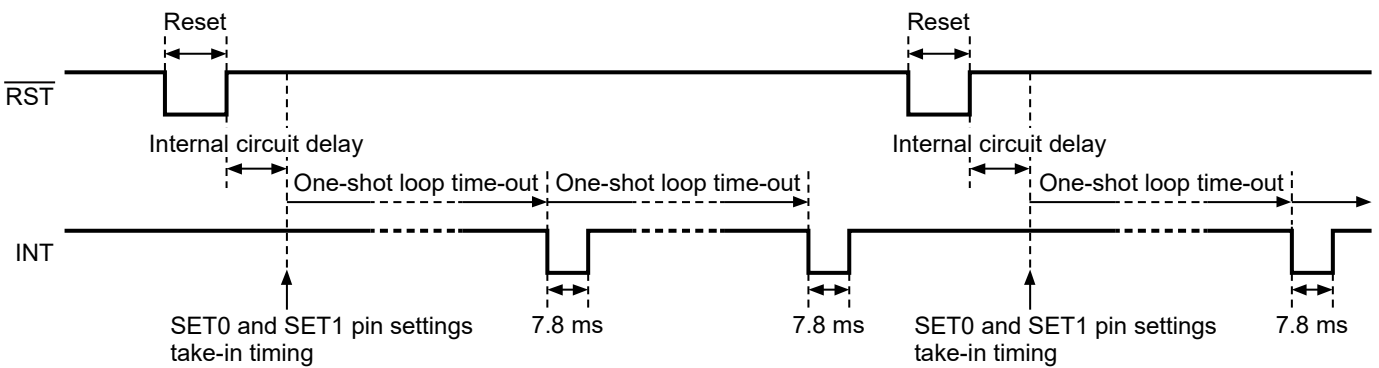 Reset
Reset
RST
Internal circuit delay
Internal circuit delay
One-shot loop time-out
One-shot loop time-out
One-shot loop time-out
INT
SET0 and SET1 pin settings
take-in timing
7.8 ms
7.8 ms
SET0 and SET1 pin settings
take-in timing
7.8 ms